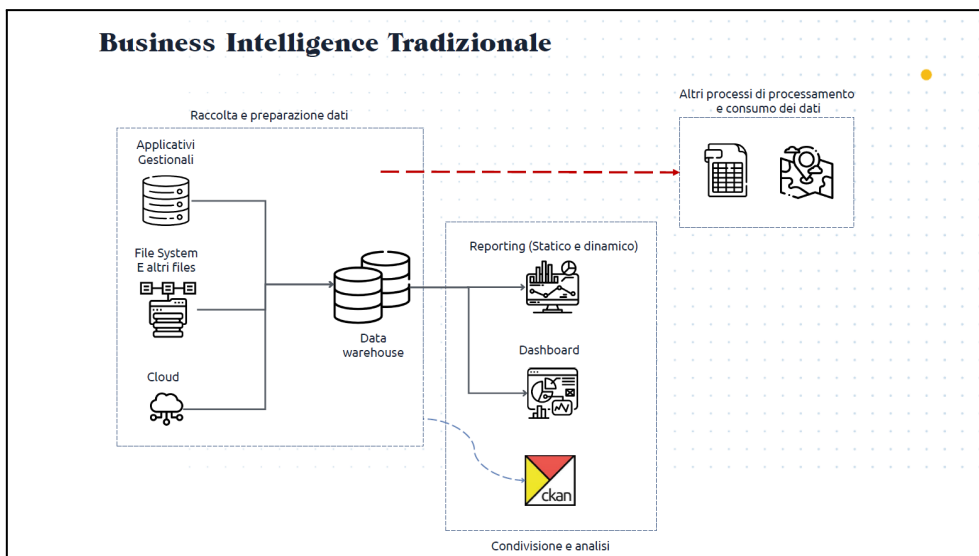 Business Intelligence Tradizionale
Altri processi di processamento
e consumo dei dati
Raccolta e preparazione dati
Applicativi
Gestionali
File System
E altri files
Cloud
Data
warehouse
Reporting (Statico e dinamico)
Dashboard
ckan
Condivisione e analisi